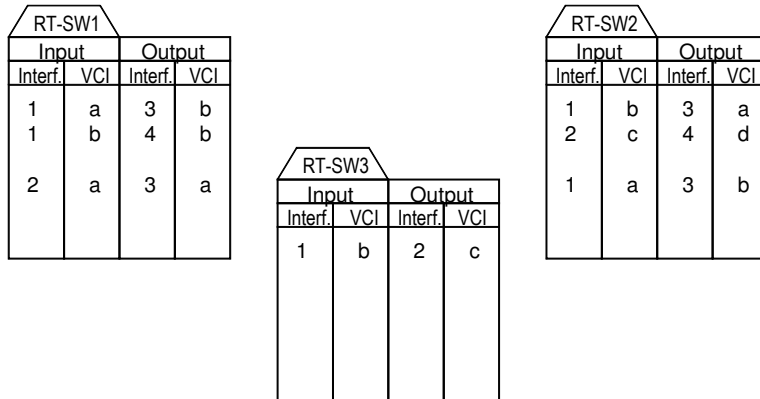 RT-SW1
Input Output
Interf. VCI Interf. VCI
1 a 3 b
1 b 4 b
2 a 3 a
RT-SW3
Input Output
Interf. VCI Interf. VCI
1 b 2 c
RT-SW2
Input Output
Interf. VCI Interf. VCI
1 b 3 a
2 c 4 d
1 a 3 b